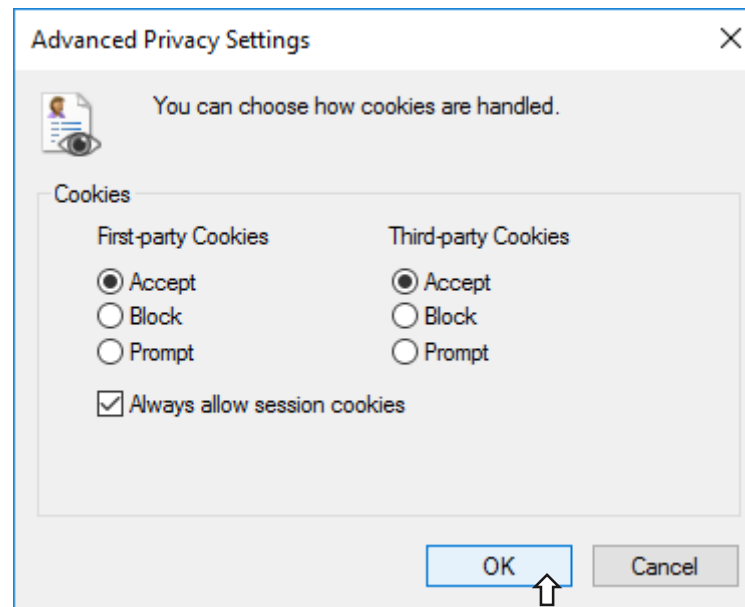 Advanced Privacy Settings
You can choose how cookies are handled.
Cookies
First-party Cookies
Third-party Cookies
Accept
Accept
Block
Block
Prompt
Prompt
Always allow session cookies
OK
Cancel